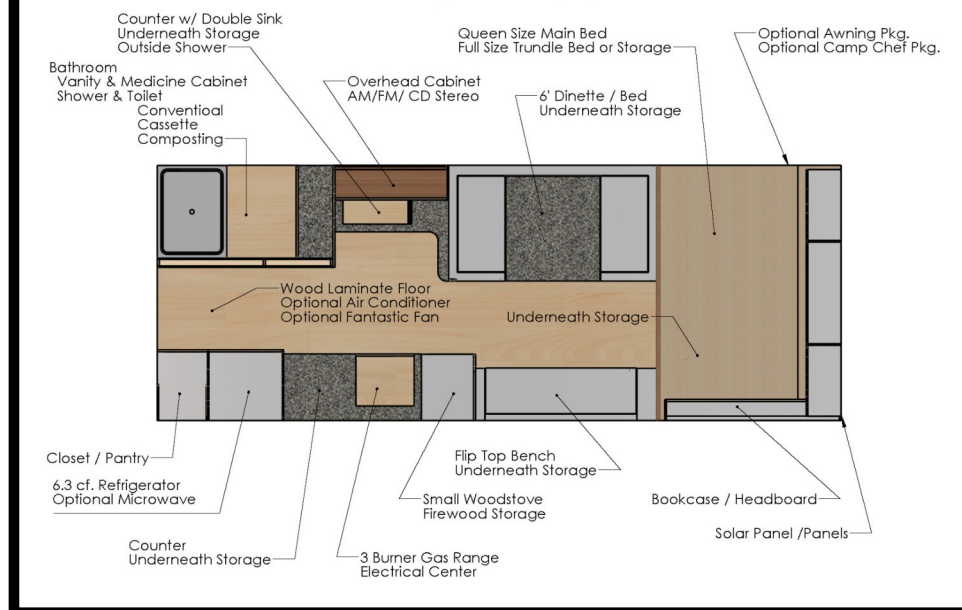 Counter w/ Double Sink
Underneath Storage
Outside Shower
Queen Size Main Bed
Full Size Trundle Bed or Storage
Optional Awning Pkg.
Optional Camp Chef Pkg.
Bathroom
Vanity & Medicine Cabinet
Shower & Toilet
Conventioal
Cassette
Composting
Overhead Cabinet
AM/FM/ CD Stereo
6' Dinette / Bed
Underneath Storage
Wood Laminate Floor
Optional Air Conditioner
Optional Fantastic Fan
Underneath Storage
Closet / Pantry
6.3 cf. Refrigerator
Optional Microwave
Flip Top Bench
Underneath Storage
Small Woodstove
Firewood Storage
Bookcase / Headboard
Solar Panel /Panels
Counter
Underneath Storage
3 Burner Gas Range
Electrical Center